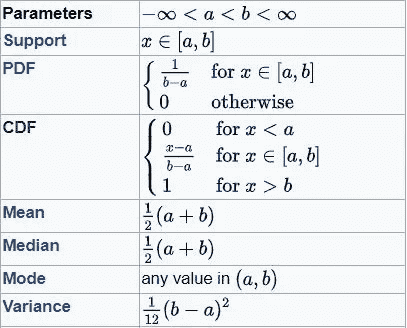 Parameters −∞ < a < b < ∞
Support x ∈ [a, b]
PDF { 1/(b−a) for x ∈ [a, b]
0 otherwise
CDF { 0 for x < a
(x−a)/(b−a) for x ∈ [a, b]
1 for x > b
Mean 1/2 (a + b)
Median 1/2 (a + b)
Mode any value in (a, b)
Variance 1/12 (b − a)²